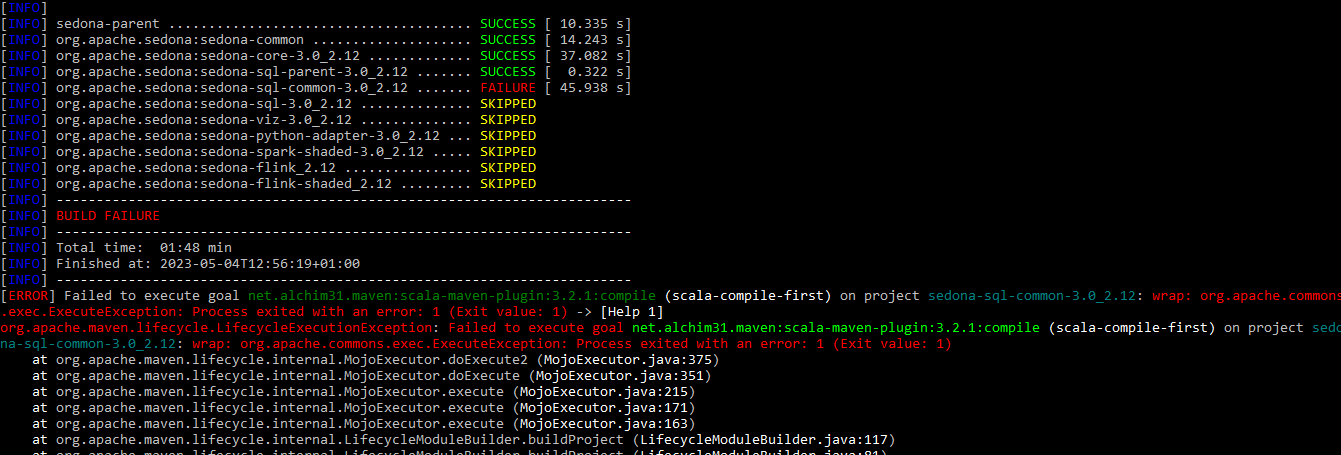 [INFO]
[INFO] sedona-parent ...................................... SUCCESS [ 10.335 s]
[INFO] org.apache.sedona:sedona-common .................... SUCCESS [ 14.243 s]
[INFO] org.apache.sedona:sedona-core-3.0_2.12 ............. SUCCESS [ 37.082 s]
[INFO] org.apache.sedona:sedona-sql-parent-3.0_2.12 ....... SUCCESS [  0.322 s]
[INFO] org.apache.sedona:sedona-sql-common-3.0_2.12 ....... FAILURE [ 45.938 s]
[INFO] org.apache.sedona:sedona-sql-3.0_2.12 .............. SKIPPED
[INFO] org.apache.sedona:sedona-viz-3.0_2.12 .............. SKIPPED
[INFO] org.apache.sedona:sedona-python-adapter-3.0_2.12 ... SKIPPED
[INFO] org.apache.sedona:sedona-spark-shaded-3.0_2.12 ..... SKIPPED
[INFO] org.apache.sedona:sedona-flink_2.12 ................ SKIPPED
[INFO] org.apache.sedona:sedona-flink-shaded_2.12 ......... SKIPPED
[INFO] ------------------------------------------------------------------------
[INFO] BUILD FAILURE
[INFO] ------------------------------------------------------------------------
[INFO] Total time:  01:48 min
[INFO] Finished at: 2023-05-04T12:56:19+01:00
[INFO] ------------------------------------------------------------------------
[ERROR] Failed to execute goal net.alchim31.maven:scala-maven-plugin:3.2.1:compile (scala-compile-first) on project sedona-sql-common-3.0_2.12: wrap: org.apache.commons
.exec.ExecuteException: Process exited with an error: 1 (Exit value: 1) -> [Help 1]
org.apache.maven.lifecycle.LifecycleExecutionException: Failed to execute goal net.alchim31.maven:scala-maven-plugin:3.2.1:compile (scala-compile-first) on project sedo
na-sql-common-3.0_2.12: wrap: org.apache.commons.exec.ExecuteException: Process exited with an error: 1 (Exit value: 1)
    at org.apache.maven.lifecycle.internal.MojoExecutor.doExecute2 (MojoExecutor.java:375)
    at org.apache.maven.lifecycle.internal.MojoExecutor.doExecute (MojoExecutor.java:351)
    at org.apache.maven.lifecycle.internal.MojoExecutor.execute (MojoExecutor.java:215)
    at org.apache.maven.lifecycle.internal.MojoExecutor.execute (MojoExecutor.java:171)
    at org.apache.maven.lifecycle.internal.MojoExecutor.execute (MojoExecutor.java:163)
    at org.apache.maven.lifecycle.internal.LifecycleModuleBuilder.buildProject (LifecycleModuleBuilder.java:117)
    at org.apache.maven.lifecycle.internal.LifecycleModuleBuilder.buildProject (LifecycleModuleBuilder.java:81)